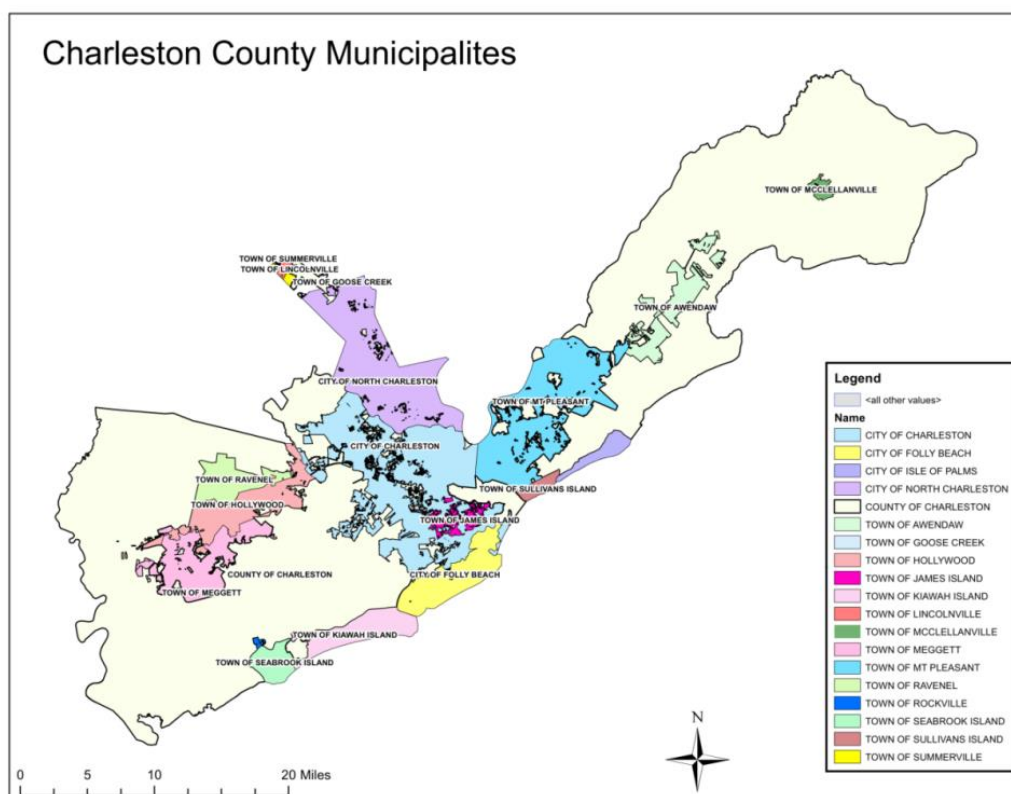 Charleston County Municipalites
TOWN OF MCCLELLANVILLE
TOWN OF SUMMERVILLE
TOWN OF LINCOLNVILLE
TOWN OF GOOSE CREEK
TOWN OF AWENDAW
CITY OF NORTH CHARLESTON
TOWN OF MT PLEASANT
CITY OF CHARLESTON
TOWN OF RAVENEL
TOWN OF SULLIVANS ISLAND
TOWN OF HOLLYWOOD
TOWN OF JAMES ISLAND
COUNTY OF CHARLESTON
CITY OF FOLLY BEACH
TOWN OF MEGGETT
TOWN OF KIAWAH ISLAND
TOWN OF SEABROOK ISLAND
Legend
<all other values>
Name
CITY OF CHARLESTON
CITY OF FOLLY BEACH
CITY OF ISLE OF PALMS
CITY OF NORTH CHARLESTON
COUNTY OF CHARLESTON
TOWN OF AWENDAW
TOWN OF GOOSE CREEK
TOWN OF HOLLYWOOD
TOWN OF JAMES ISLAND
TOWN OF KIAWAH ISLAND
TOWN OF LINCOLNVILLE
TOWN OF MCCLELLANVILLE
TOWN OF MEGGETT
TOWN OF MT PLEASANT
TOWN OF RAVENEL
TOWN OF ROCKVILLE
TOWN OF SEABROOK ISLAND
TOWN OF SULLIVANS ISLAND
TOWN OF SUMMERVILLE
N
0 5 10 20 Miles